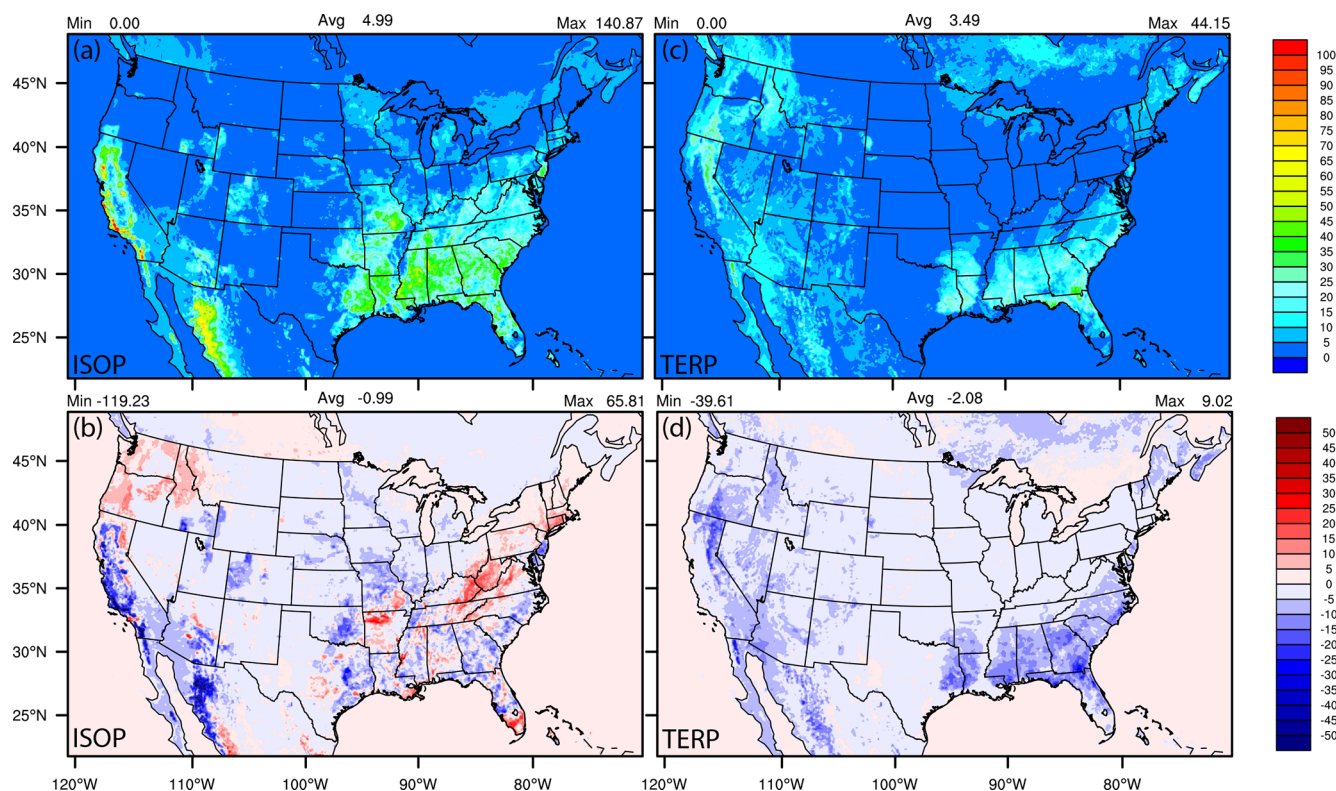 Min 0.00 Avg 4.99 Max 140.87
Min 0.00 Avg 3.49 Max 44.15
(a)
(c)
45°N
40°N
35°N
30°N
25°N
ISOP
TERP
100
95
90
85
80
75
70
65
60
55
50
45
40
35
30
25
20
15
10
5
0
Min -119.23 Avg -0.99 Max 65.81
Min -39.61 Avg -2.08 Max 9.02
(b)
(d)
45°N
40°N
35°N
30°N
25°N
ISOP
TERP
50
45
40
35
30
25
20
15
10
5
0
-5
-10
-15
-20
-25
-30
-35
-40
-45
-50
120°W 110°W 100°W 90°W 80°W
120°W 110°W 100°W 90°W 80°W